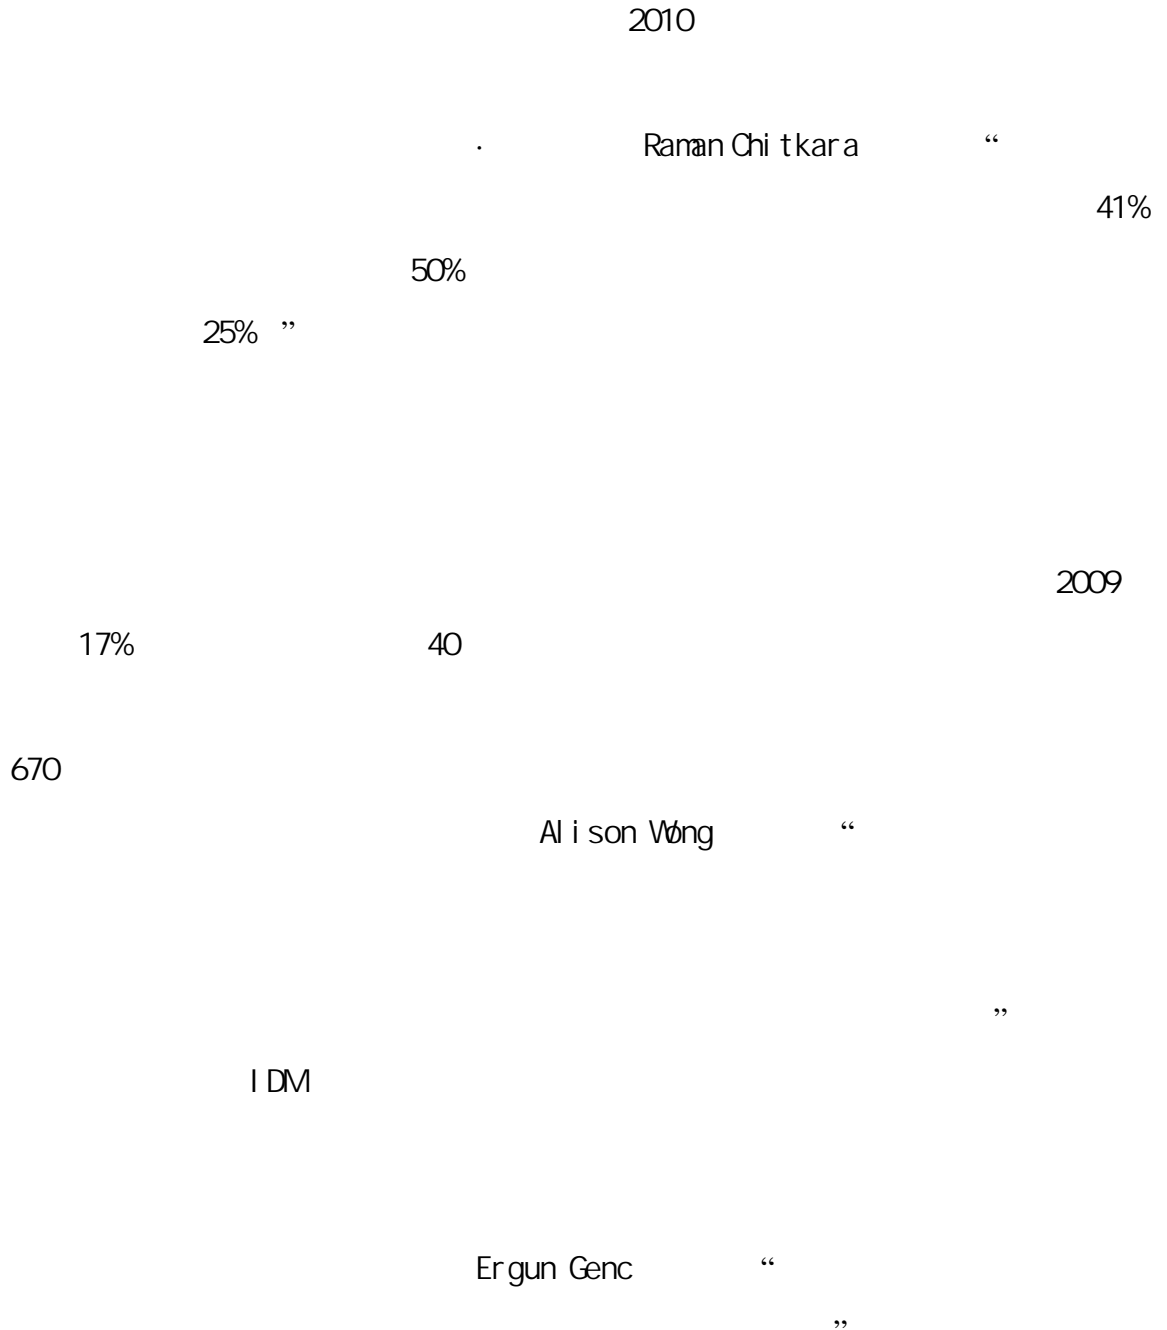 2010
· Raman Chitkara “
41%
50%
25% ”
2009
17% 40
670
Alison Wong “
”
IDM
Ergun Genc “
”